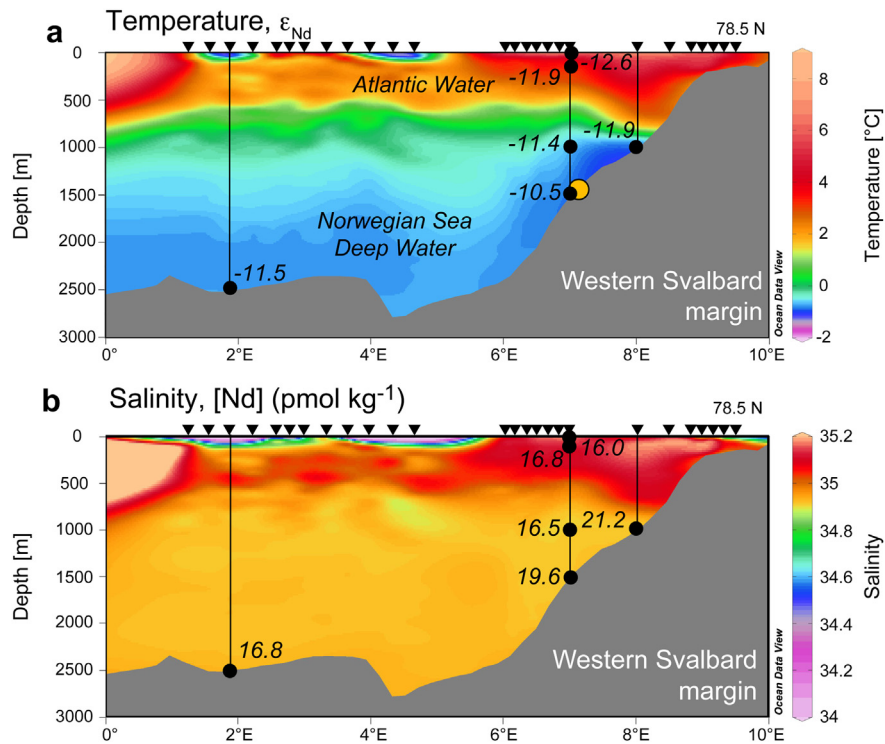 a Temperature, εNd
78.5 N
0
500
1000
1500
2000
2500
3000
Depth [m]
Atlantic Water
-12.6
-11.9
-11.4
-11.9
-10.5
Norwegian Sea
Deep Water
-11.5
Western Svalbard
margin
Ocean Data View
0° 2°E 4°E 6°E 8°E 10°E
8
6
4
2
0
-2
Temperature [°C]
b Salinity, [Nd] (pmol kg⁻¹)
78.5 N
0
500
1000
1500
2000
2500
3000
Depth [m]
16.0
16.8
16.5
21.2
19.6
16.8
Western Svalbard
margin
Ocean Data View
0° 2°E 4°E 6°E 8°E 10°E
35.2
35
34.8
34.6
34.4
34.2
34
Salinity